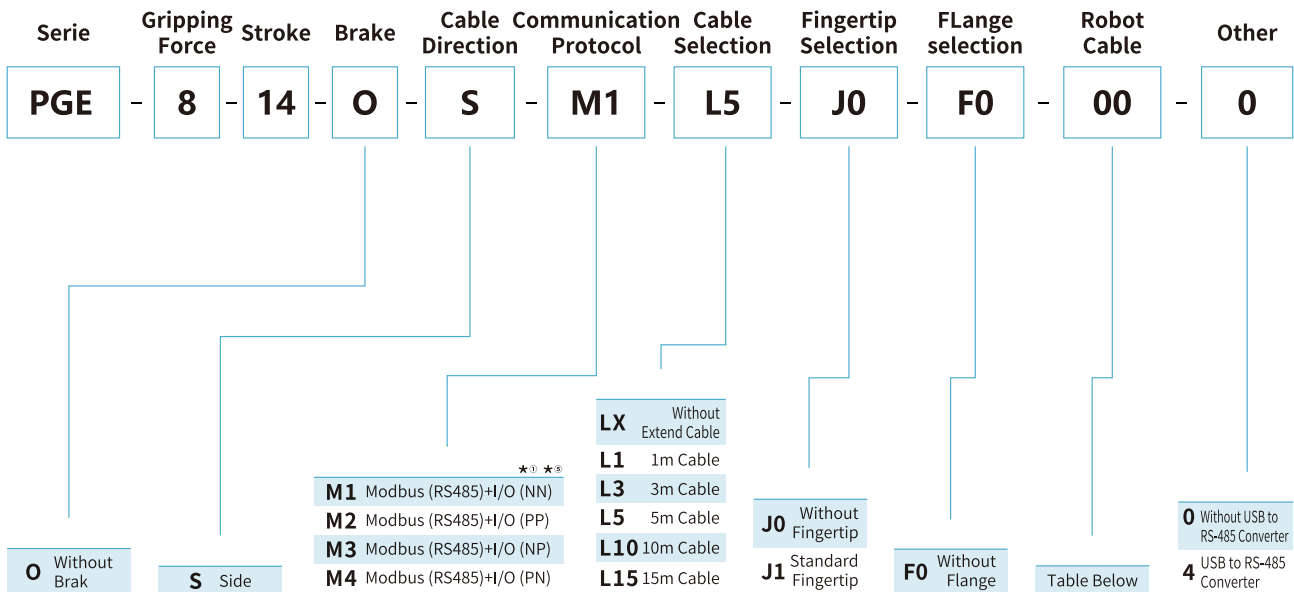 Serie
Gripping
Force
Stroke
Brake
Cable
Direction
Communication
Protocol
Cable
Selection
Fingertip
Selection
FLange
selection
Robot
Cable
Other
PGE - 8 - 14 - O - S - M1 - L5 - J0 - F0 - 00 - 0
O Without
Brak
S Side
★① ★⑤
M1 Modbus (RS485)+I/O (NN)
M2 Modbus (RS485)+I/O (PP)
M3 Modbus (RS485)+I/O (NP)
M4 Modbus (RS485)+I/O (PN)
LX Without
Extend Cable
L1 1m Cable
L3 3m Cable
L5 5m Cable
L10 10m Cable
L15 15m Cable
J0 Without
Fingertip
J1 Standard
Fingertip
F0 Without
Flange
Table Below
0 Without USB to
RS-485 Converter
4 USB to RS-485
Converter